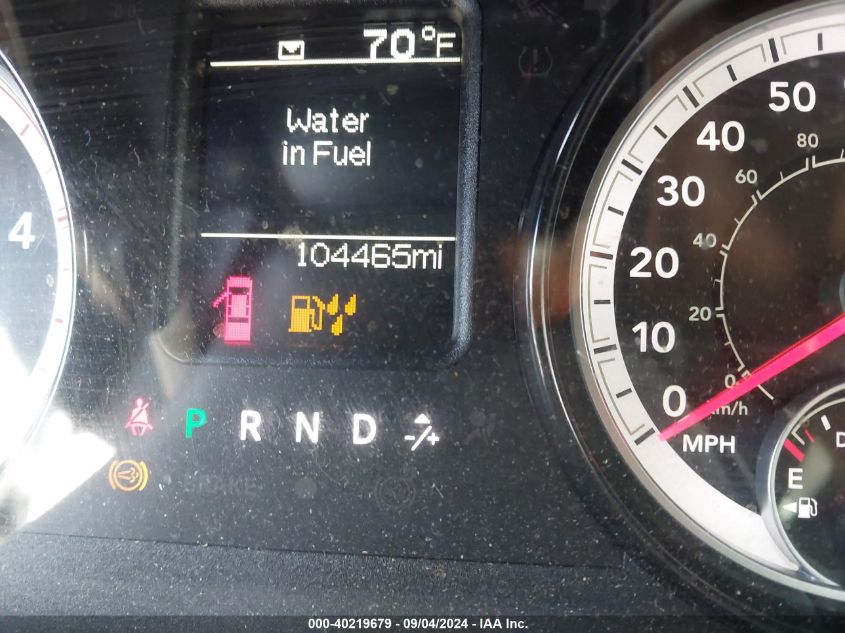 70°F
Water
in Fuel
104465mi
4
P R N D -/+
BRAKE
50
40
30
20
10
0
MPH
80
60
40
20
0
km/h
E
D
000-40219679 - 09/04/2024 - IAA Inc.